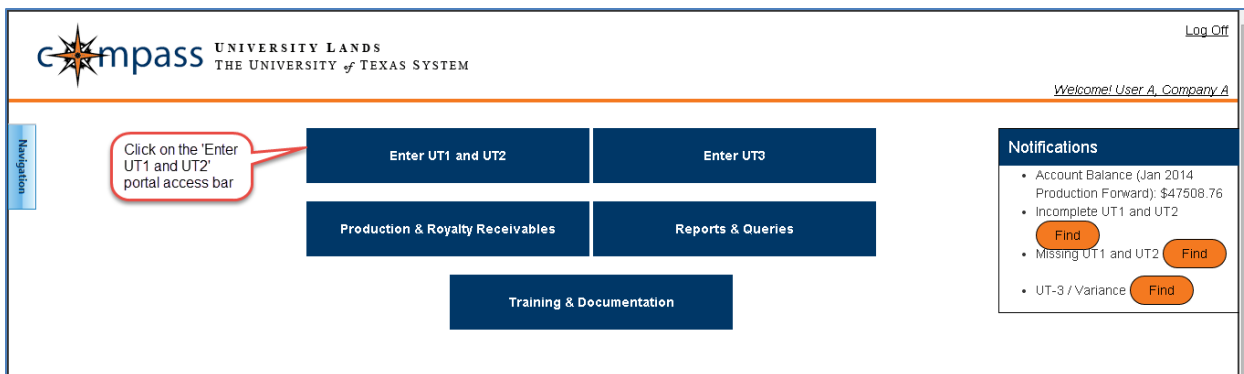 Log Off
compass UNIVERSITY LANDS
THE UNIVERSITY of TEXAS SYSTEM
Welcome! User A, Company A
Navigation
Click on the 'Enter
UT1 and UT2'
portal access bar
Enter UT1 and UT2
Enter UT3
Production & Royalty Receivables
Reports & Queries
Training & Documentation
Notifications
• Account Balance (Jan 2014
Production Forward): $47508.76
• Incomplete UT1 and UT2
Find
• Missing UT1 and UT2 Find
• UT-3 / Variance Find